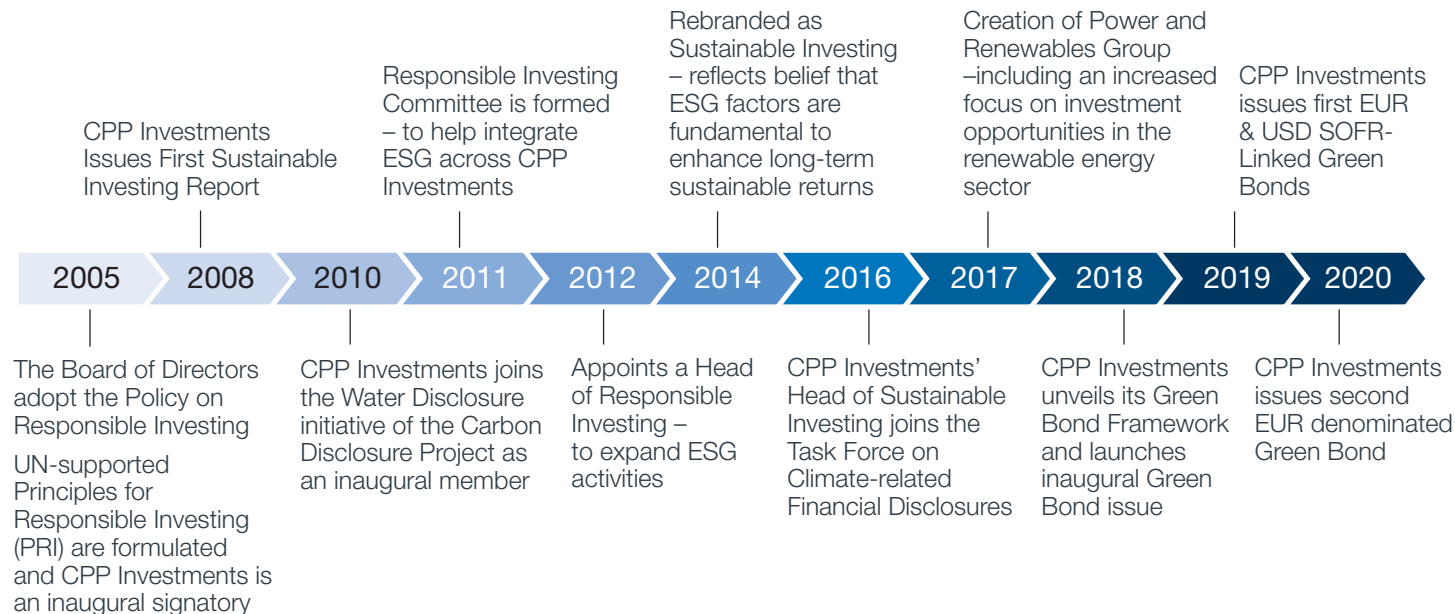 CPP Investments
Issues First Sustainable
Investing Report
Responsible Investing
Committee is formed
– to help integrate
ESG across CPP
Investments
Rebranded as
Sustainable Investing
– reflects belief that
ESG factors are
fundamental to
enhance long-term
sustainable returns
Creation of Power and
Renewables Group
–including an increased
focus on investment
opportunities in the
renewable energy
sector
CPP Investments
issues first EUR
& USD SOFR-
Linked Green
Bonds
2005
2008
2010
2011
2012
2014
2016
2017
2018
2019
2020
The Board of Directors
adopt the Policy on
Responsible Investing
UN-supported
Principles for
Responsible Investing
(PRI) are formulated
and CPP Investments is
an inaugural signatory
CPP Investments joins
the Water Disclosure
initiative of the Carbon
Disclosure Project as
an inaugural member
Appoints a Head
of Responsible
Investing –
to expand ESG
activities
CPP Investments’
Head of Sustainable
Investing joins the
Task Force on
Climate-related
Financial Disclosures
CPP Investments
unveils its Green
Bond Framework
and launches
inaugural Green
Bond issue
CPP Investments
issues second
EUR denominated
Green Bond